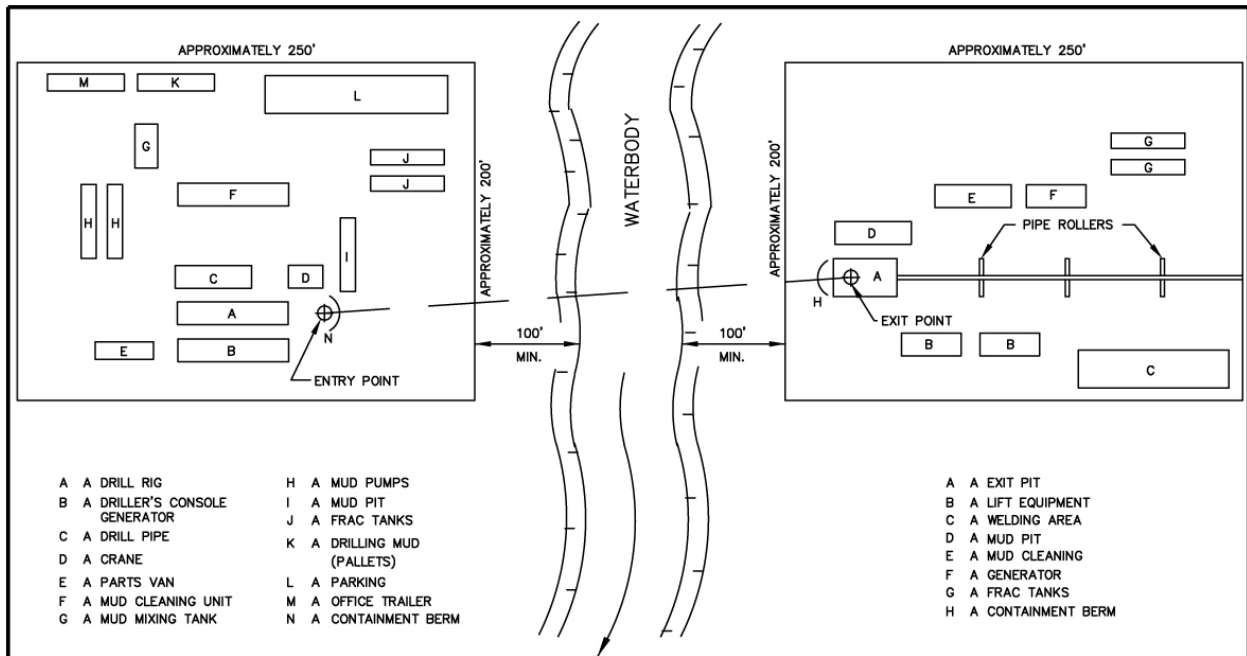 APPROXIMATELY 250'
M
K
L
G
J
J
F
H
H
I
C
D
A
N
E
B
ENTRY POINT
APPROXIMATELY 200'
100'
MIN.
WATERBODY
100'
MIN.
APPROXIMATELY 250'
APPROXIMATELY 200'
G
G
E
F
PIPE ROLLERS
D
A
H
EXIT POINT
B
B
C
A A DRILL RIG
B A DRILLER'S CONSOLE
GENERATOR
C A DRILL PIPE
D A CRANE
E A PARTS VAN
F A MUD CLEANING UNIT
G A MUD MIXING TANK
H A MUD PUMPS
I A MUD PIT
J A FRAC TANKS
K A DRILLING MUD
(PALLETS)
L A PARKING
M A OFFICE TRAILER
N A CONTAINMENT BERM
A A EXIT PIT
B A LIFT EQUIPMENT
C A WELDING AREA
D A MUD PIT
E A MUD CLEANING
F A GENERATOR
G A FRAC TANKS
H A CONTAINMENT BERM